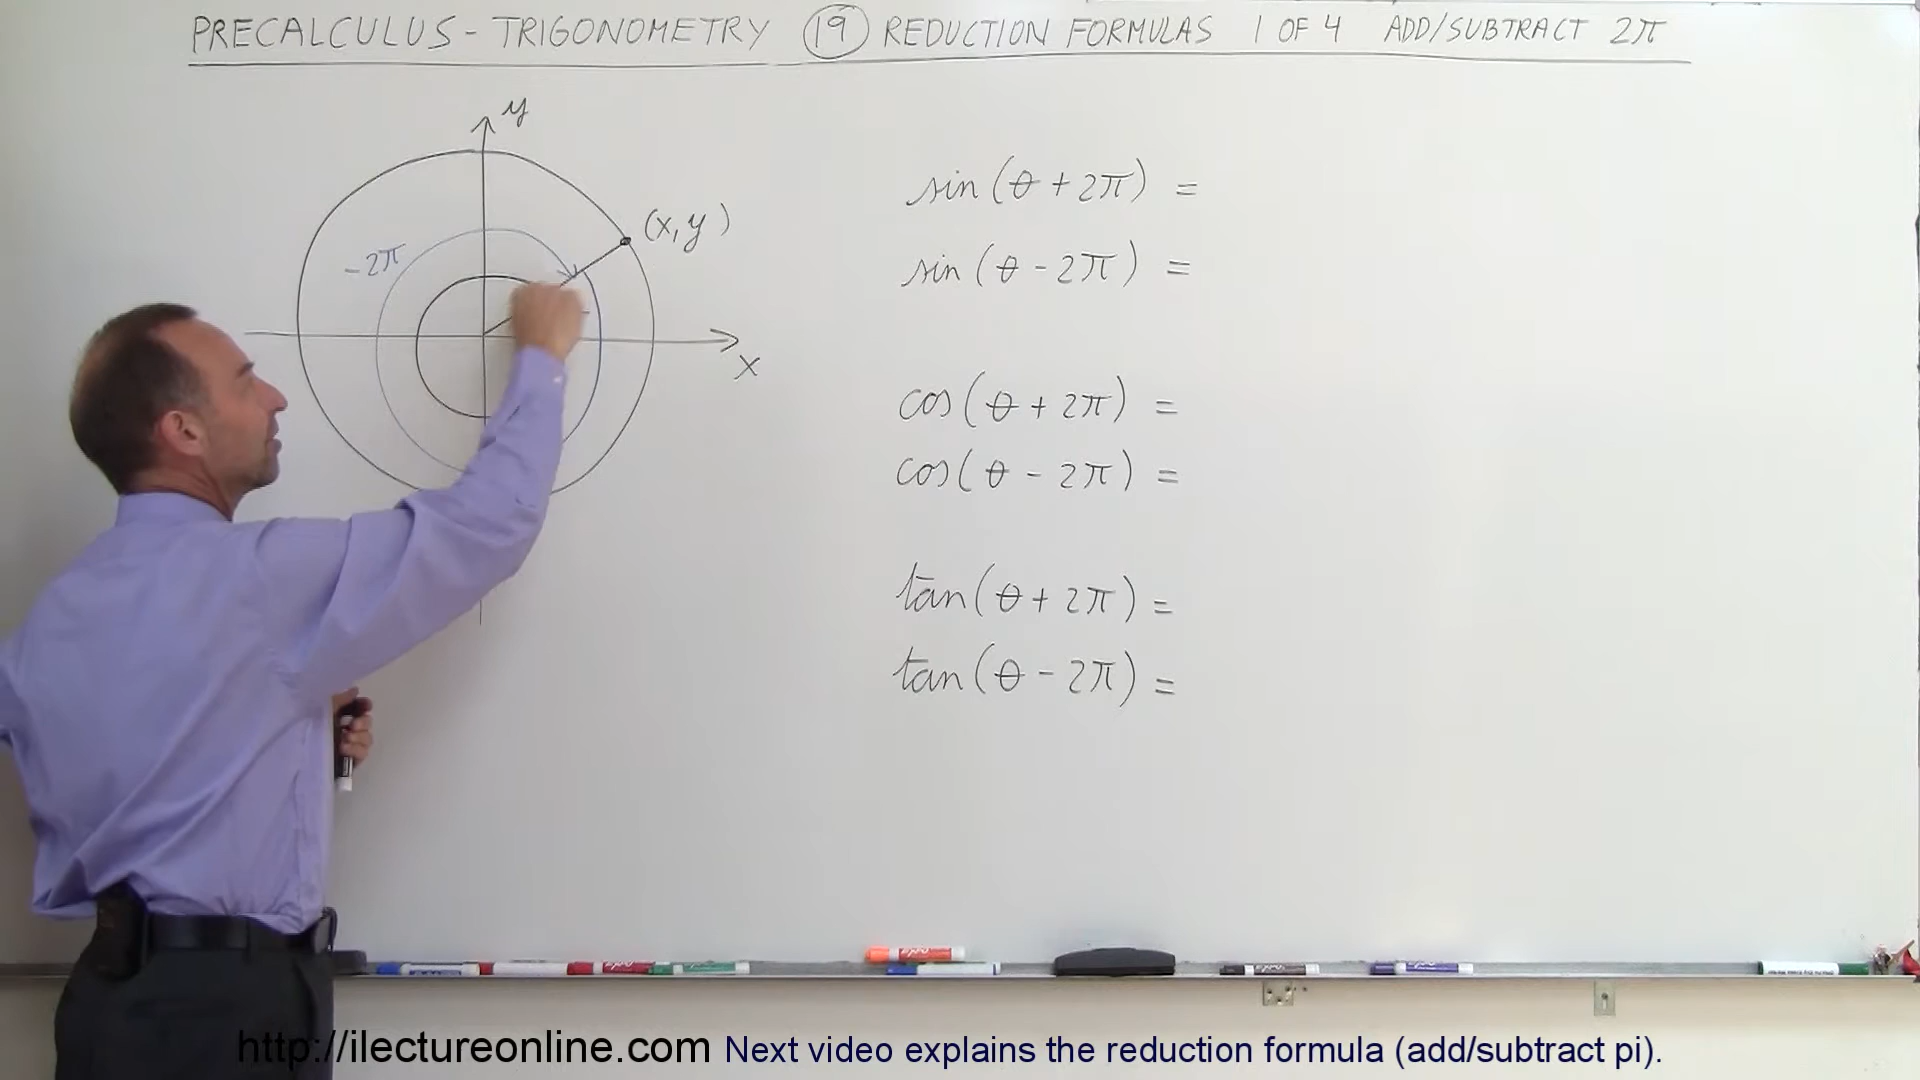 PRECALCULUS - TRIGONOMETRY 19 REDUCTION FORMULAS 1 OF 4 ADD/SUBTRACT 2π
y
(x, y)
-2π
x
sin(θ + 2π) =
sin(θ - 2π) =
cos(θ + 2π) =
cos(θ - 2π) =
tan(θ + 2π) =
tan(θ - 2π) =
http://ilectureonline.com Next video explains the reduction formula (add/subtract pi).